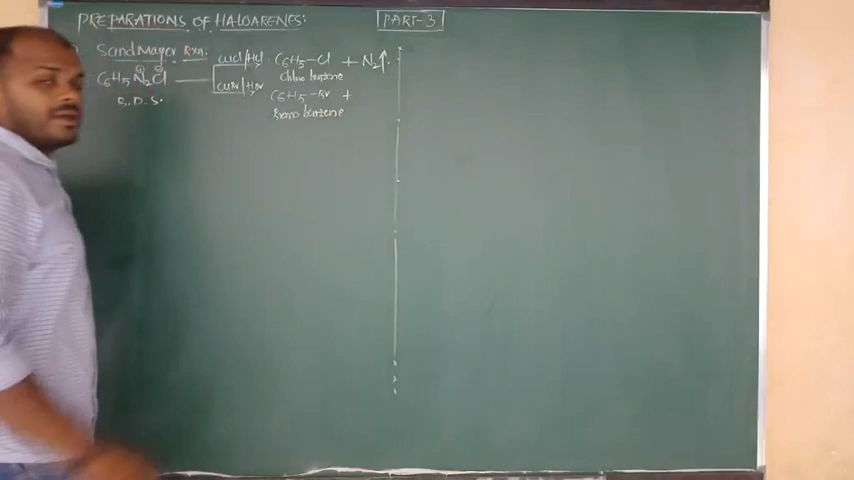 PREPARATIONS OF HALOARENES:
PART-3
SandMayer Rxn:
CuCl/HCl C6H5-Cl + N2↑.
Chloro benzene
C6H5N2Cl
⊕ ⊖
CuBr/HBr C6H5-Br +
Bromo benzene
B.D.S.